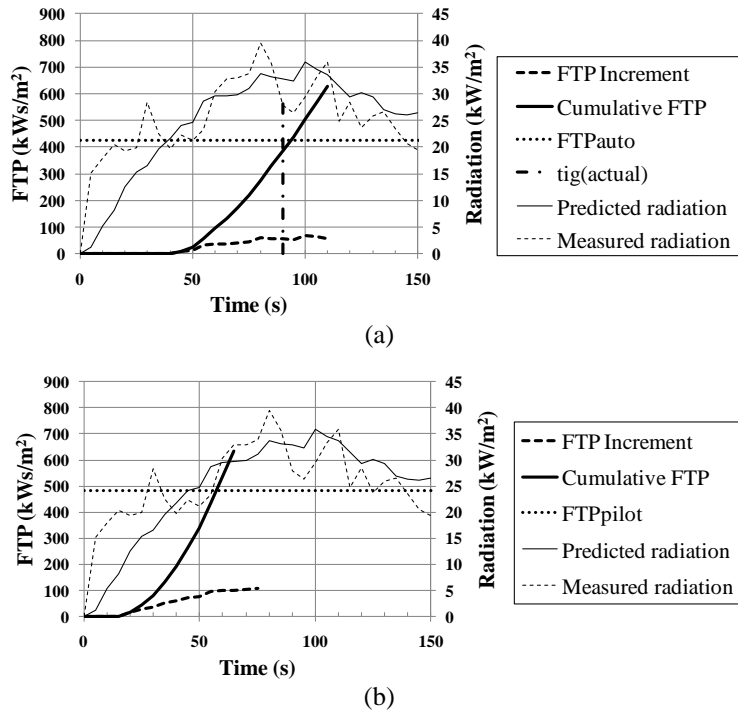 900
800
700
600
500
400
300
200
100
0
FTP (kWs/m²)
45
40
35
30
25
20
15
10
5
0
Radiation (kW/m²)
0 50 100 150
Time (s)
FTP Increment
Cumulative FTP
FTPauto
tig(actual)
Predicted radiation
Measured radiation
(a)
900
800
700
600
500
400
300
200
100
0
FTP (kWs/m²)
45
40
35
30
25
20
15
10
5
0
Radiation (kW/m²)
0 50 100 150
Time (s)
FTP Increment
Cumulative FTP
FTPpilot
Predicted radiation
Measured radiation
(b)